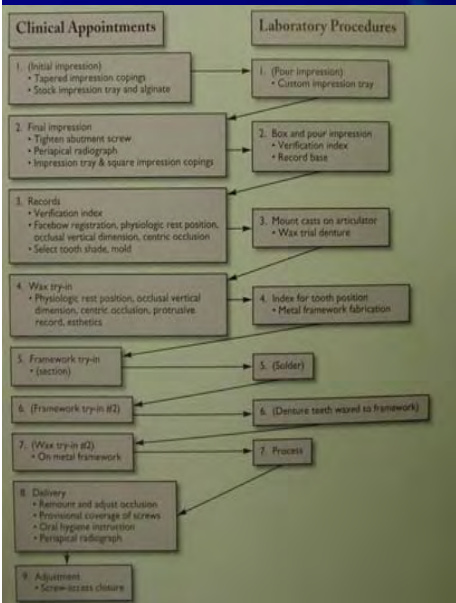 Clinical Appointments
Laboratory Procedures
1. (Initial impression)
• Tapered impression copings
• Stock impression tray and alginate
1. (Pour impression)
• Custom impression tray
2. Final impression
• Tighten abutment screw
• Periapical radiograph
• Impression tray & square impression copings
2. Box and pour impression
• Verification index
• Record base
3. Records
• Verification index
• Facebow registration, physiologic rest position,
occlusal vertical dimension, centric occlusion
• Select tooth shade, mold
3. Mount casts on articulator
• Wax trial denture
4. Wax try-in
• Physiologic rest position, occlusal vertical
dimension, centric occlusion, protrusive
record, esthetics
4. Index for tooth position
• Metal framework fabrication
5. Framework try-in
• (section)
5. (Solder)
6. (Framework try-in #2)
6. (Denture teeth waxed to framework)
7. (Wax try-in #2)
• On metal framework
7. Process
8. Delivery
• Remount and adjust occlusion
• Provisional coverage of screws
• Oral hygiene instruction
• Periapical radiograph
9. Adjustment
• Screw-access closure